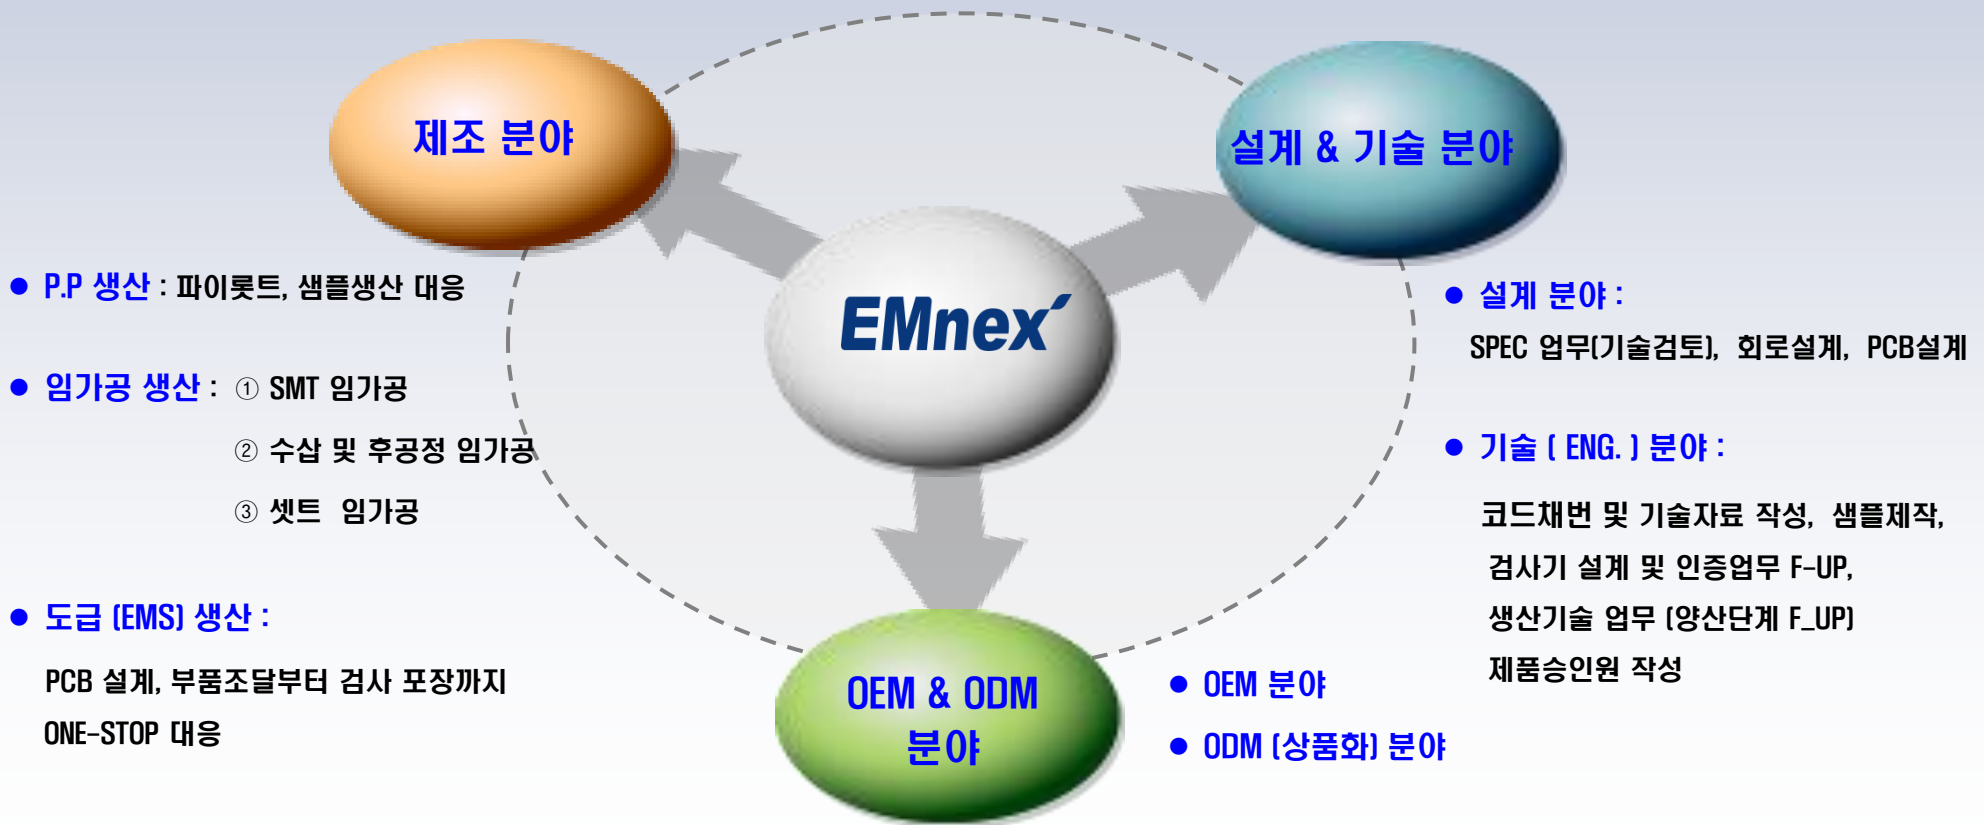 제조 분야
● P.P 생산 : 파이롯트, 샘플생산 대응
● 임가공 생산 : ① SMT 임가공
② 수삽 및 후공정 임가공
③ 셋트 임가공
● 도급 (EMS) 생산 :
PCB 설계, 부품조달부터 검사 포장까지
ONE-STOP 대응
EMnex
설계 & 기술 분야
● 설계 분야 :
SPEC 업무(기술검토), 회로설계, PCB설계
● 기술 ( ENG. ) 분야 :
코드채번 및 기술자료 작성, 샘플제작,
검사기 설계 및 인증업무 F-UP,
생산기술 업무 (양산단계 F_UP)
제품승인원 작성
OEM & ODM
분야
● OEM 분야
● ODM (상품화) 분야